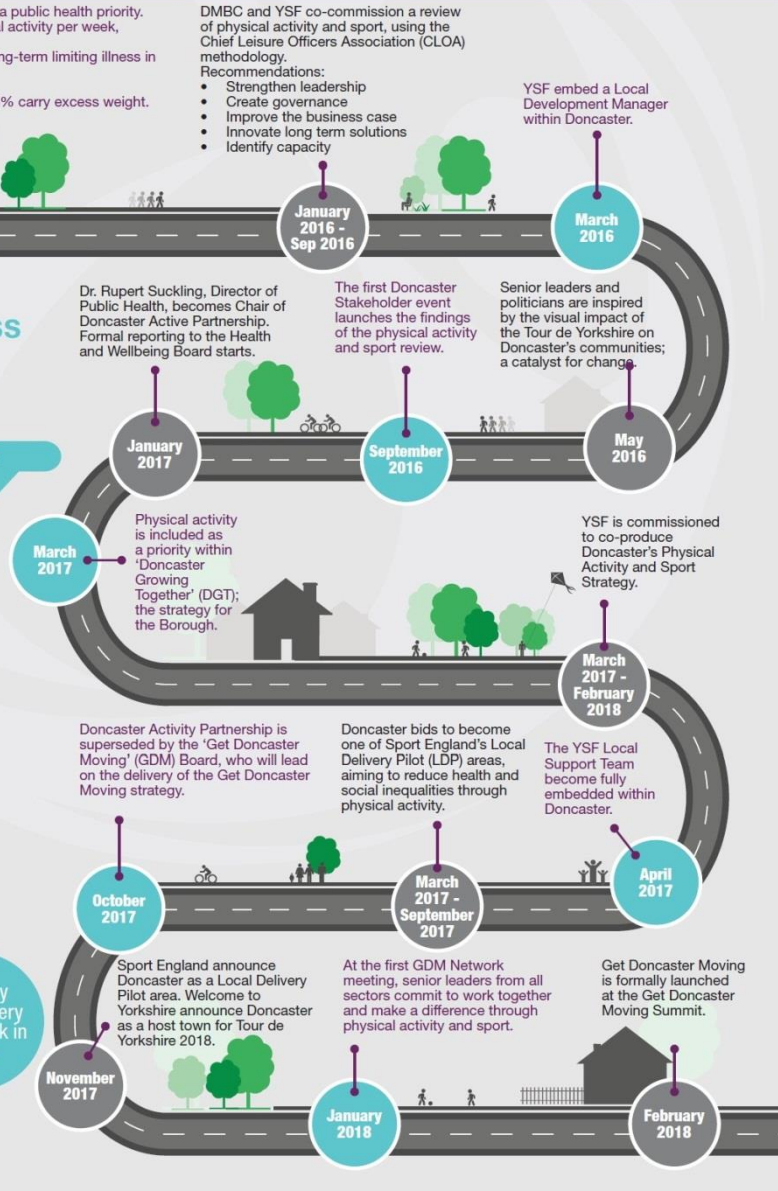 a public health priority.
activity per week,
ng-term limiting illness in
% carry excess weight.
DMBC and YSF co-commission a review
of physical activity and sport, using the
Chief Leisure Officers Association (CLOA)
methodology.
Recommendations:
• Strengthen leadership
• Create governance
• Improve the business case
• Innovate long term solutions
• Identify capacity
YSF embed a Local
Development Manager
within Doncaster.
January
2016 -
Sep 2016
March
2016
Dr. Rupert Suckling, Director of
Public Health, becomes Chair of
Doncaster Active Partnership.
Formal reporting to the Health
and Wellbeing Board starts.
The first Doncaster
Stakeholder event
launches the findings
of the physical activity
and sport review.
Senior leaders and
politicians are inspired
by the visual impact of
the Tour de Yorkshire on
Doncaster's communities;
a catalyst for change.
ss
January
2017
September
2016
May
2016
March
2017
Physical activity
is included as
a priority within
‘Doncaster
Growing
Together’ (DGT);
the strategy for
the Borough.
YSF is commissioned
to co-produce
Doncaster's Physical
Activity and Sport
Strategy.
March
2017 -
February
2018
Doncaster Activity Partnership is
superseded by the ‘Get Doncaster
Moving’ (GDM) Board, who will lead
on the delivery of the Get Doncaster
Moving strategy.
Doncaster bids to become
one of Sport England's Local
Delivery Pilot (LDP) areas,
aiming to reduce health and
social inequalities through
physical activity.
The YSF Local
Support Team
become fully
embedded within
Doncaster.
October
2017
March
2017 -
September
2017
April
2017
y
ery
k in
Sport England announce
Doncaster as a Local Delivery
Pilot area. Welcome to
Yorkshire announce Doncaster
as a host town for Tour de
Yorkshire 2018.
At the first GDM Network
meeting, senior leaders from all
sectors commit to work together
and make a difference through
physical activity and sport.
Get Doncaster Moving
is formally launched
at the Get Doncaster
Moving Summit.
November
2017
January
2018
February
2018